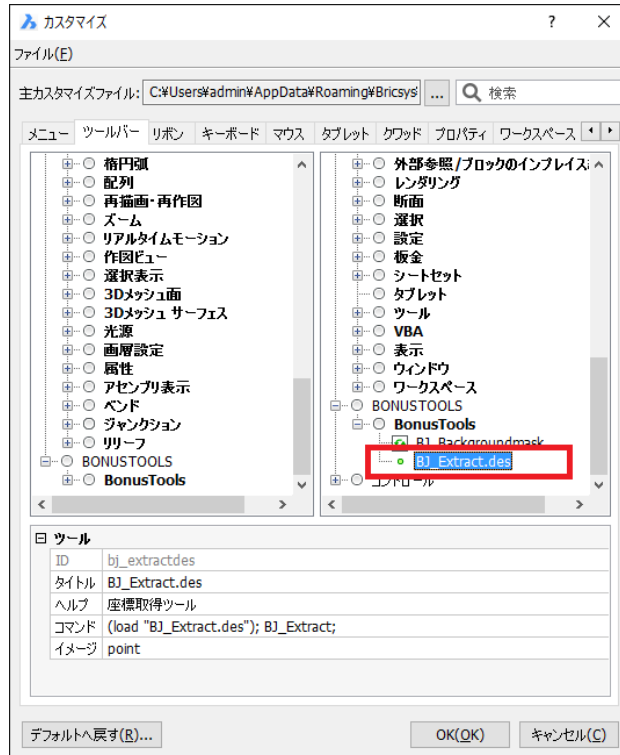 カスタマイズ
ファイル(F)
主カスタマイズファイル: C:¥Users¥admin¥AppData¥Roaming¥Bricsys ... 検索
メニュー ツールバー リボン キーボード マウス タブレット クワッド プロパティ ワークスペース
楕円弧
配列
再描画・再作図
ズーム
リアルタイムモーション
作図ビュー
選択表示
3Dメッシュ面
3Dメッシュ サーフェス
光源
画層設定
属性
アセンブリ表示
ベンド
ジャンクション
リリーフ
BONUSTOOLS
BonusTools
外部参照/ブロックのインプレイス
レンダリング
断面
選択
設定
板金
シートセット
タブレット
ツール
VBA
表示
ウィンドウ
ワークスペース
BONUSTOOLS
BonusTools
BJ_Backgroundmask
BJ_Extract.des
コントロール
ツール
ID bj_extractdes
タイトル BJ_Extract.des
ヘルプ 座標取得ツール
コマンド (load "BJ_Extract.des"); BJ_Extract;
イメージ point
デフォルトへ戻す(R)... OK(OK) キャンセル(C)